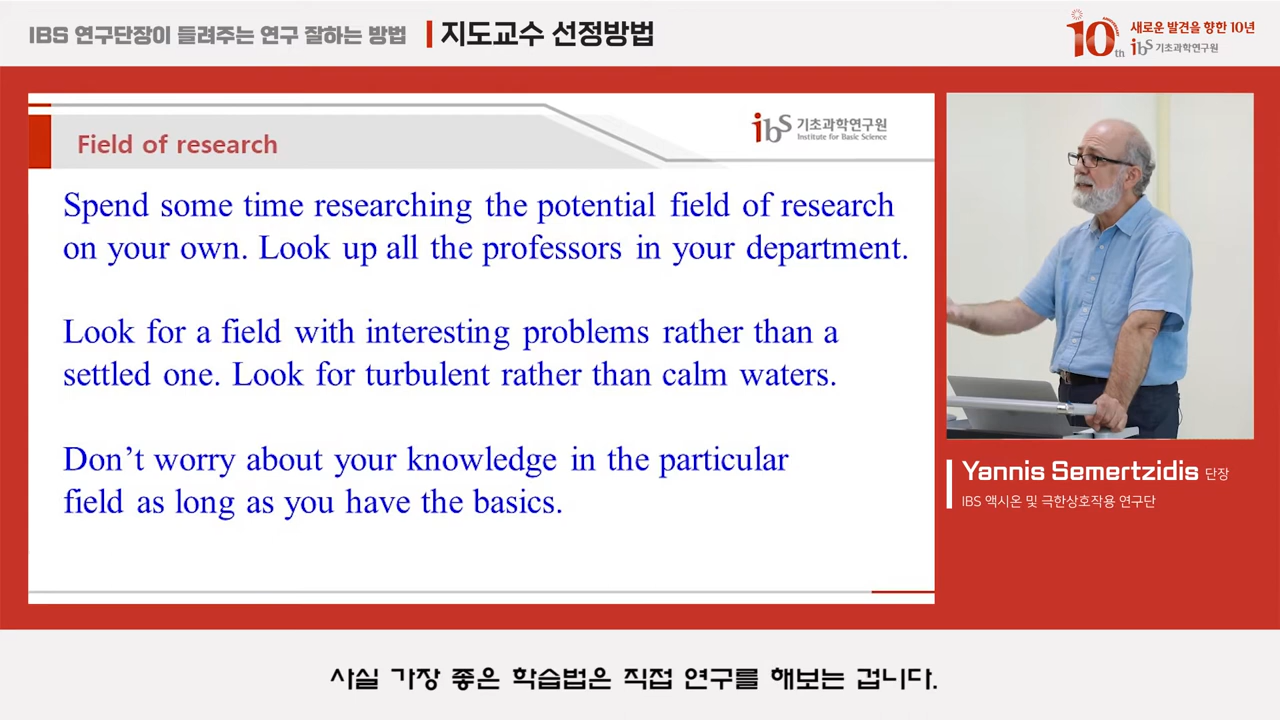 IBS 연구단장이 들려주는 연구 잘하는 방법 지도교수 선정방법
10th 새로운 발견을 향한 10년
ibs 기초과학연구원
Field of research
ibs 기초과학연구원
Institute for Basic Science
Spend some time researching the potential field of research
on your own. Look up all the professors in your department.
Look for a field with interesting problems rather than a
settled one. Look for turbulent rather than calm waters.
Don’t worry about your knowledge in the particular
field as long as you have the basics.
Yannis Semertzidis 단장
IBS 액시온 및 극한상호작용 연구단
사실 가장 좋은 학습법은 직접 연구를 해보는 겁니다.